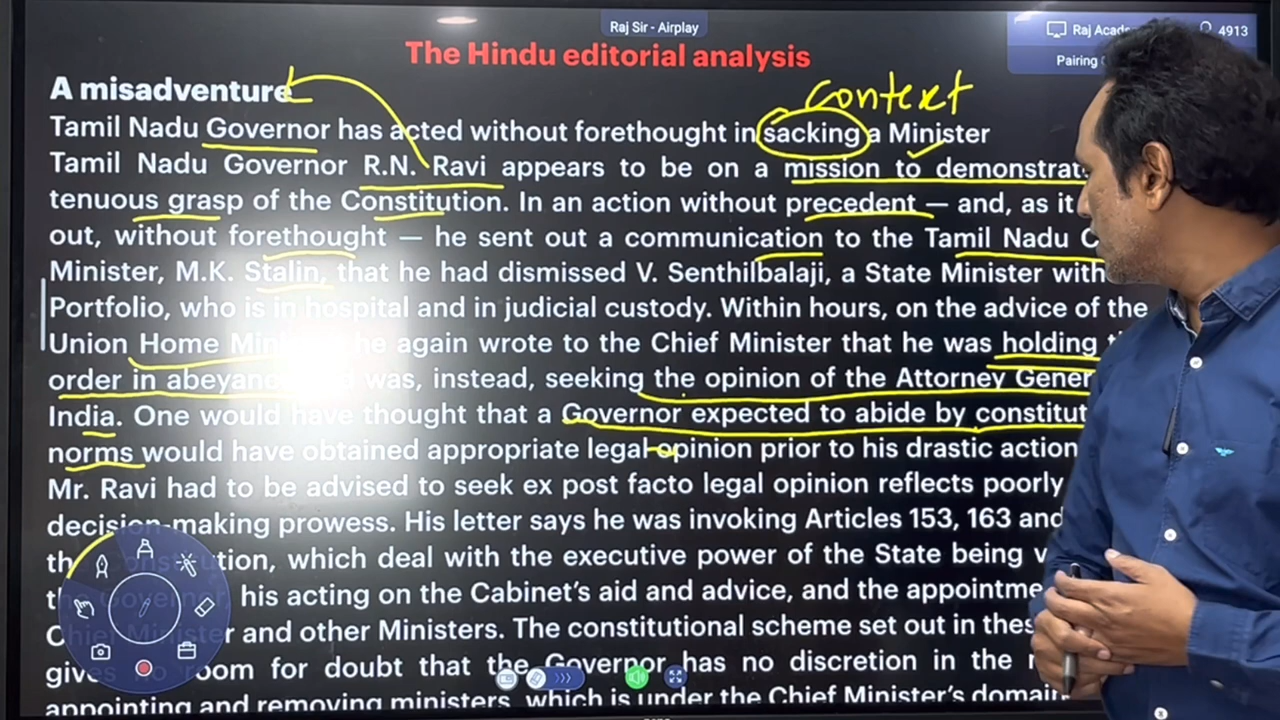 Raj Sir - Airplay
Raj Acad
4913
Pairing
The Hindu editorial analysis
A misadventure
context
Tamil Nadu Governor has acted without forethought in sacking a Minister
Tamil Nadu Governor R.N. Ravi appears to be on a mission to demonstrat
tenuous grasp of the Constitution. In an action without precedent — and, as it
out, without forethought — he sent out a communication to the Tamil Nadu C
Minister, M.K. Stalin, that he had dismissed V. Senthilbalaji, a State Minister with
Portfolio, who is in hospital and in judicial custody. Within hours, on the advice of the
Union Home Min he again wrote to the Chief Minister that he was holding
order in abeyan was, instead, seeking the opinion of the Attorney Gener
India. One would have thought that a Governor expected to abide by constitut
norms would have obtained appropriate legal opinion prior to his drastic action
Mr. Ravi had to be advised to seek ex post facto legal opinion reflects poorly
decision-making prowess. His letter says he was invoking Articles 153, 163 and
the Constitution, which deal with the executive power of the State being v
the Governor, his acting on the Cabinet's aid and advice, and the appointme
Chief Minister and other Ministers. The constitutional scheme set out in thes
gives no room for doubt that the Governor has no discretion in the
appointing and removing ministers, which is under the Chief Minister's domain